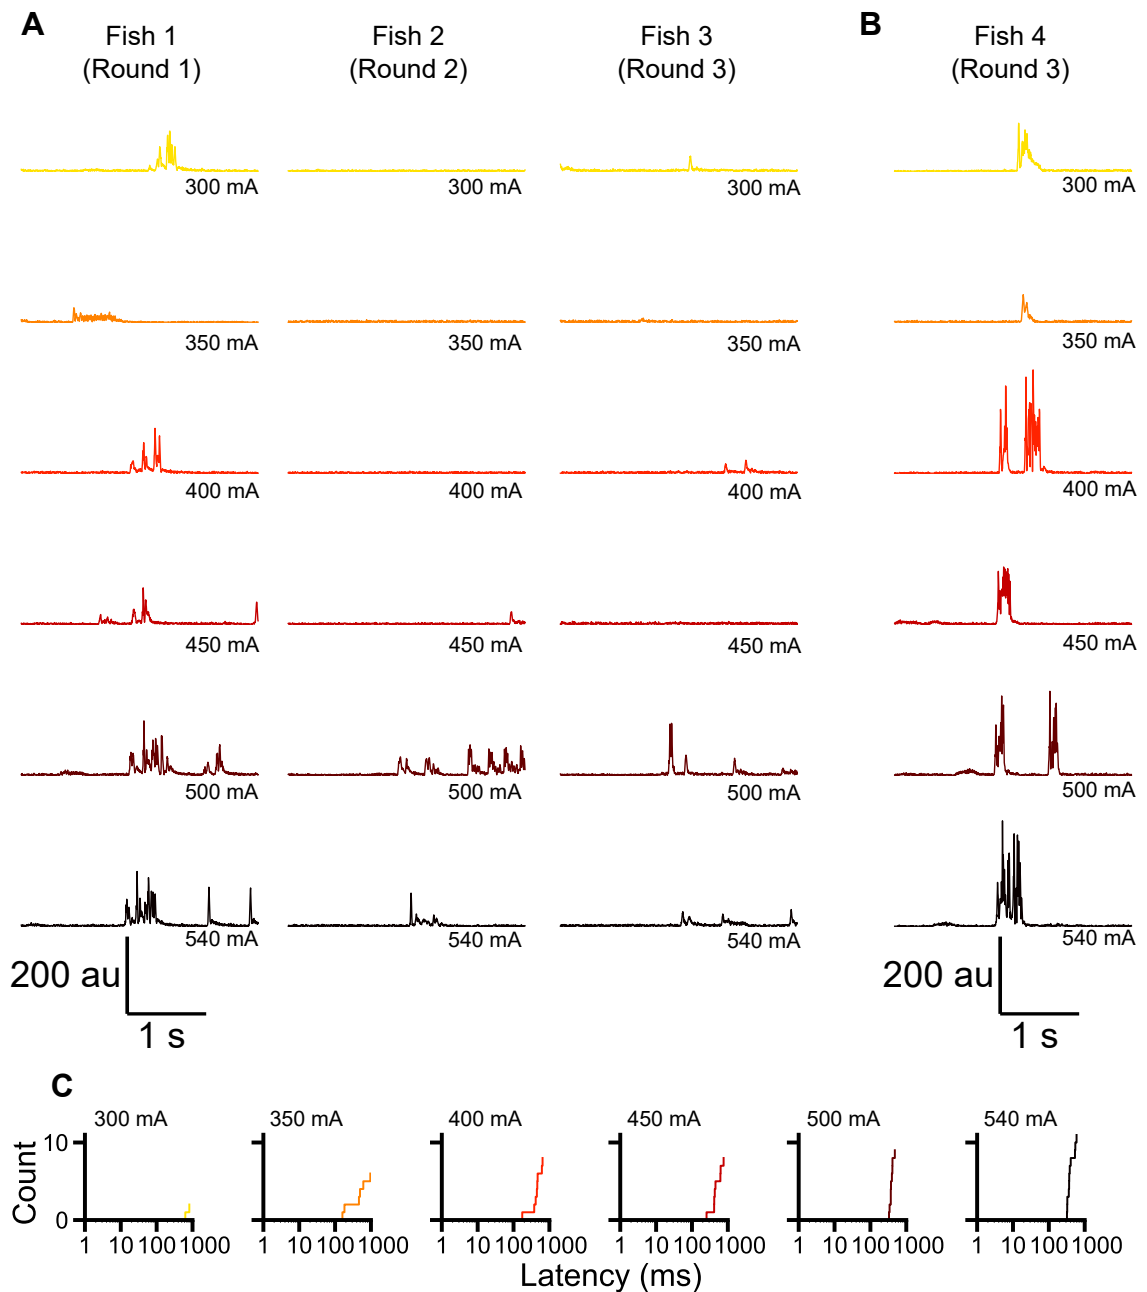 A
B
Fish 1
(Round 1)
Fish 2
(Round 2)
Fish 3
(Round 3)
Fish 4
(Round 3)
300 mA
300 mA
300 mA
300 mA
350 mA
350 mA
350 mA
350 mA
400 mA
400 mA
400 mA
400 mA
450 mA
450 mA
450 mA
450 mA
500 mA
500 mA
500 mA
500 mA
540 mA
540 mA
540 mA
540 mA
200 au
1 s
200 au
1 s
C
300 mA
350 mA
400 mA
450 mA
500 mA
540 mA
Count
10
0
1 10 100 1000
1 10 100 1000
1 10 100 1000
1 10 100 1000
1 10 100 1000
1 10 100 1000
Latency (ms)